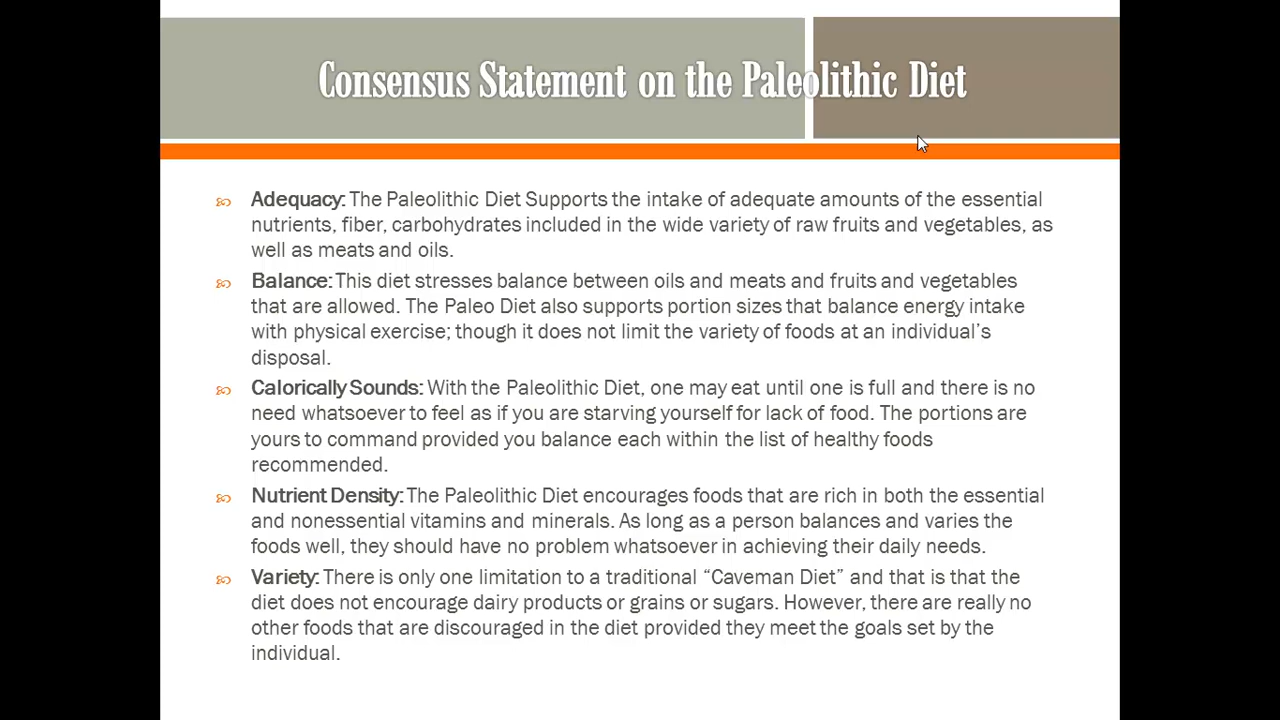 Consensus Statement on the Paleolithic Diet
Adequacy: The Paleolithic Diet Supports the intake of adequate amounts of the essential
nutrients, fiber, carbohydrates included in the wide variety of raw fruits and vegetables, as
well as meats and oils.
Balance: This diet stresses balance between oils and meats and fruits and vegetables
that are allowed. The Paleo Diet also supports portion sizes that balance energy intake
with physical exercise; though it does not limit the variety of foods at an individual’s
disposal.
Calorically Sounds: With the Paleolithic Diet, one may eat until one is full and there is no
need whatsoever to feel as if you are starving yourself for lack of food. The portions are
yours to command provided you balance each within the list of healthy foods
recommended.
Nutrient Density: The Paleolithic Diet encourages foods that are rich in both the essential
and nonessential vitamins and minerals. As long as a person balances and varies the
foods well, they should have no problem whatsoever in achieving their daily needs.
Variety: There is only one limitation to a traditional “Caveman Diet” and that is that the
diet does not encourage dairy products or grains or sugars. However, there are really no
other foods that are discouraged in the diet provided they meet the goals set by the
individual.